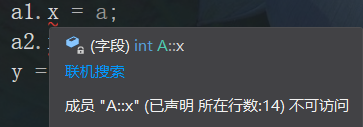 a1.x = a;
a2.
y =
(字段) int A::x
联机搜索
成员 "A::x" (已声明 所在行数:14) 不可访问